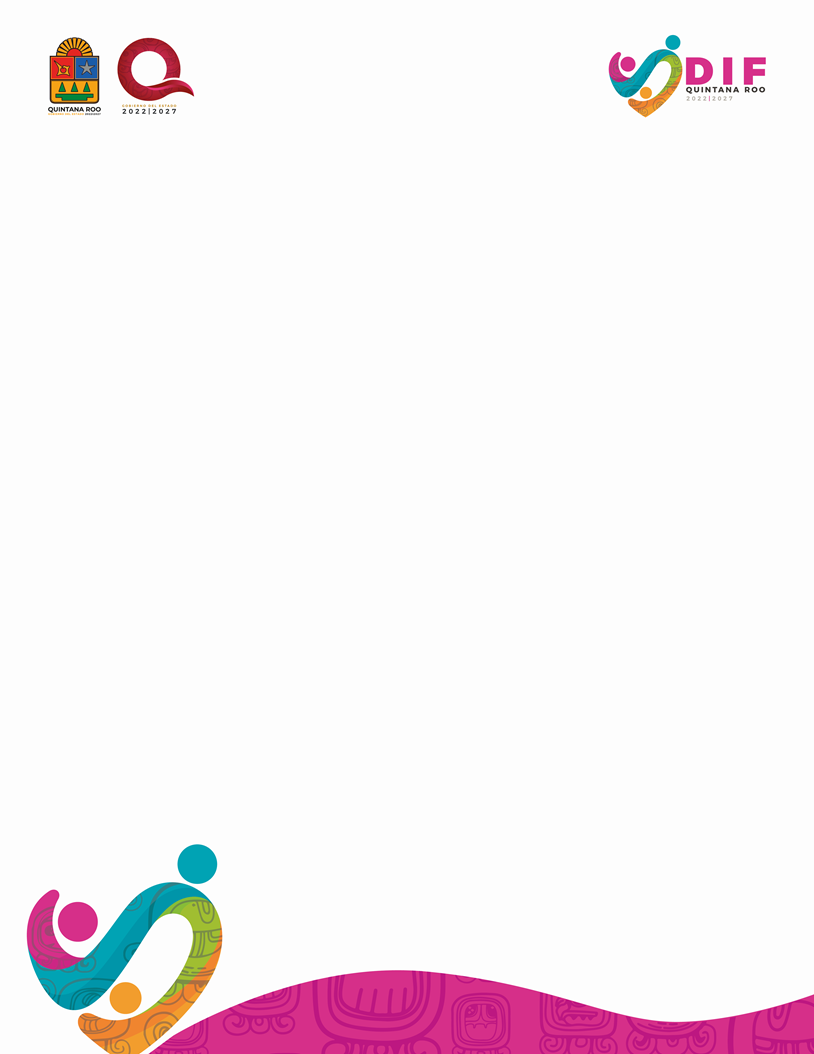 QUINTANA ROO
GOBIERNO DEL ESTADO
2022|2027
DIF
QUINTANA ROO
2022|2027